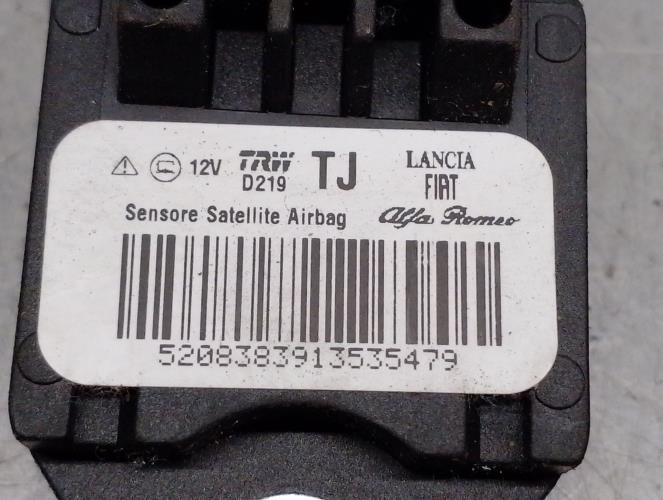 12V TRW TJ LANCIA
D219 FIAT
Sensore Satellite Airbag Alfa Romeo
5208383913535479